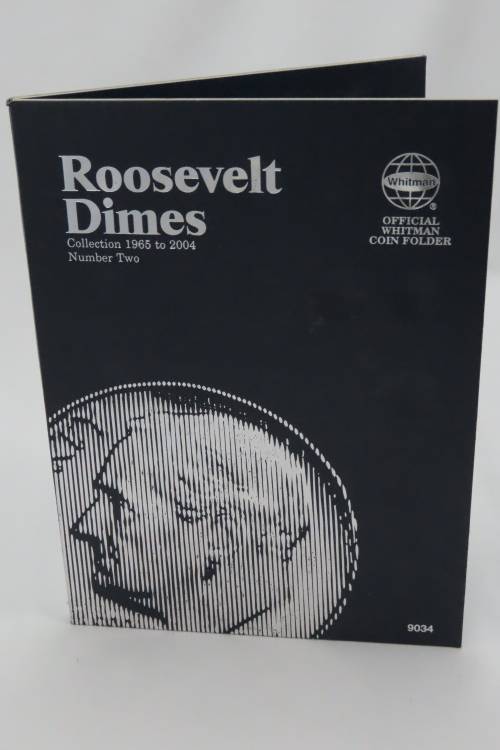 Roosevelt
Dimes
Collection 1965 to 2004
Number Two
Whitman
®
OFFICIAL
WHITMAN
COIN FOLDER
9034